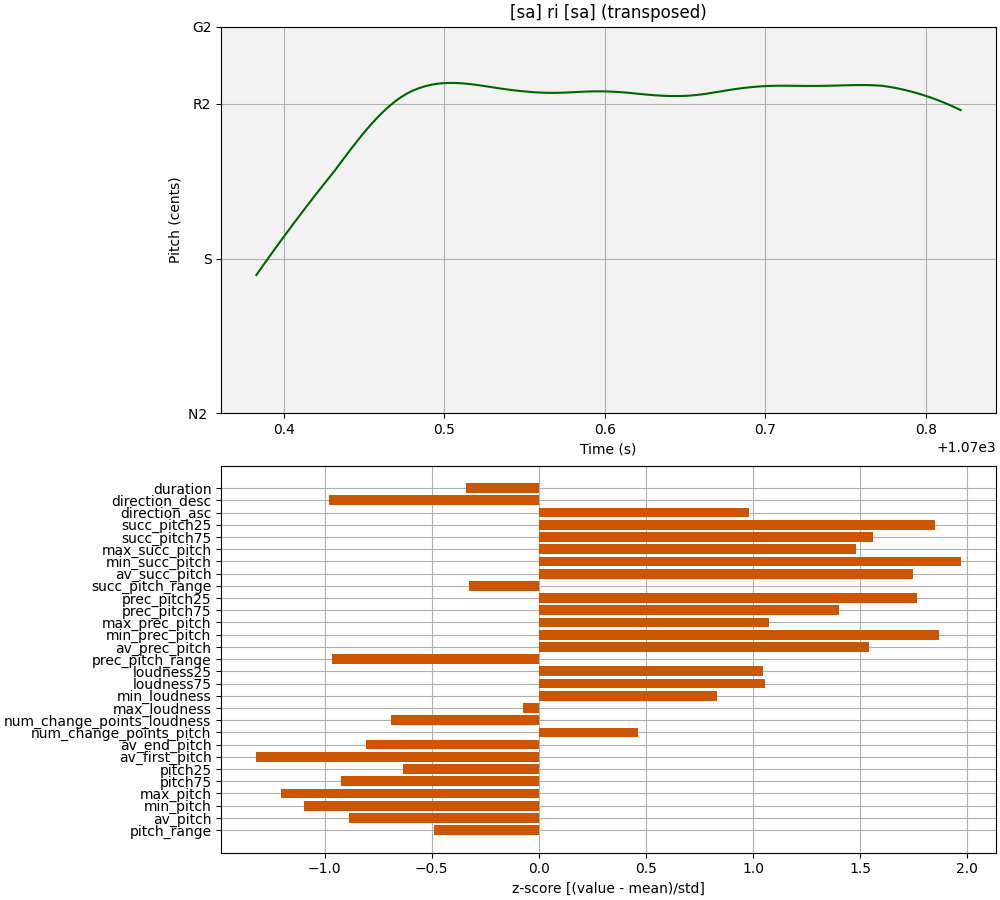 [sa] ri [sa] (transposed)
G2
R2
S
N2
Pitch (cents)
0.4 0.5 0.6 0.7 0.8
Time (s)
+1.07e3
duration
direction_desc
direction_asc
succ_pitch25
succ_pitch75
max_succ_pitch
min_succ_pitch
av_succ_pitch
succ_pitch_range
prec_pitch25
prec_pitch75
max_prec_pitch
min_prec_pitch
av_prec_pitch
prec_pitch_range
loudness25
loudness75
min_loudness
max_loudness
num_change_points_loudness
num_change_points_pitch
av_end_pitch
av_first_pitch
pitch25
pitch75
max_pitch
min_pitch
av_pitch
pitch_range
−1.0 −0.5 0.0 0.5 1.0 1.5 2.0
z-score [(value - mean)/std]